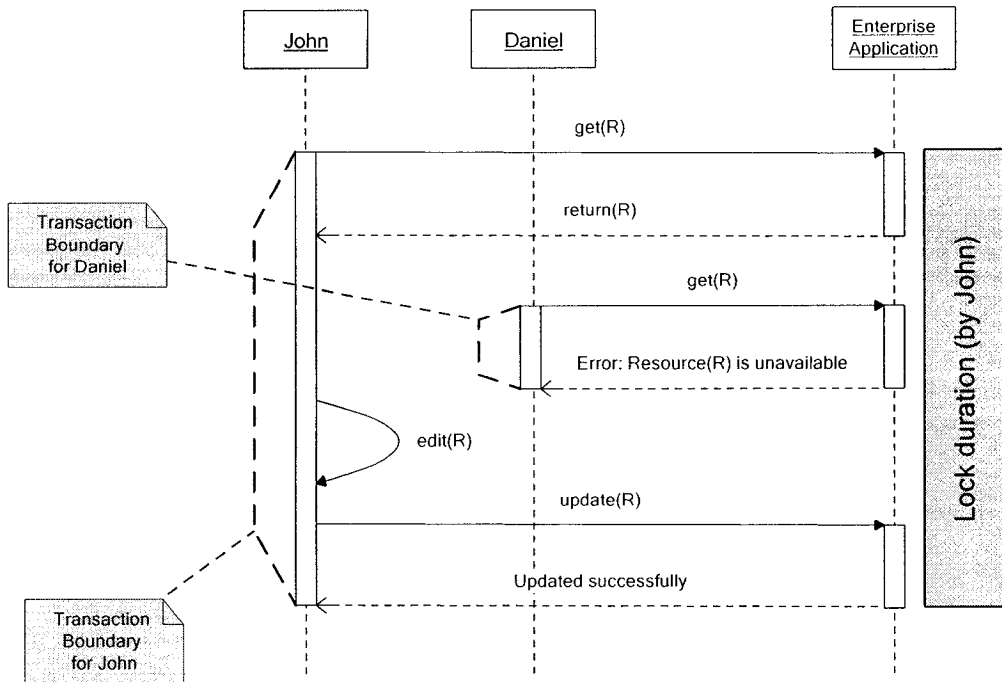 John
Daniel
Enterprise
Application
get(R)
return(R)
Transaction
Boundary
for Daniel
get(R)
Error: Resource(R) is unavailable
edit(R)
update(R)
Updated successfully
Transaction
Boundary
for John
Lock duration (by John)